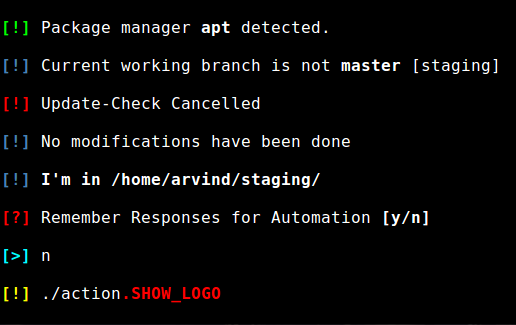 [!] Package manager apt detected.
[!] Current working branch is not master [staging]
[!] Update-Check Cancelled
[!] No modifications have been done
[!] I'm in /home/arvind/staging/
[?] Remember Responses for Automation [y/n]
[>] n
[!] ./action.SHOW_LOGO